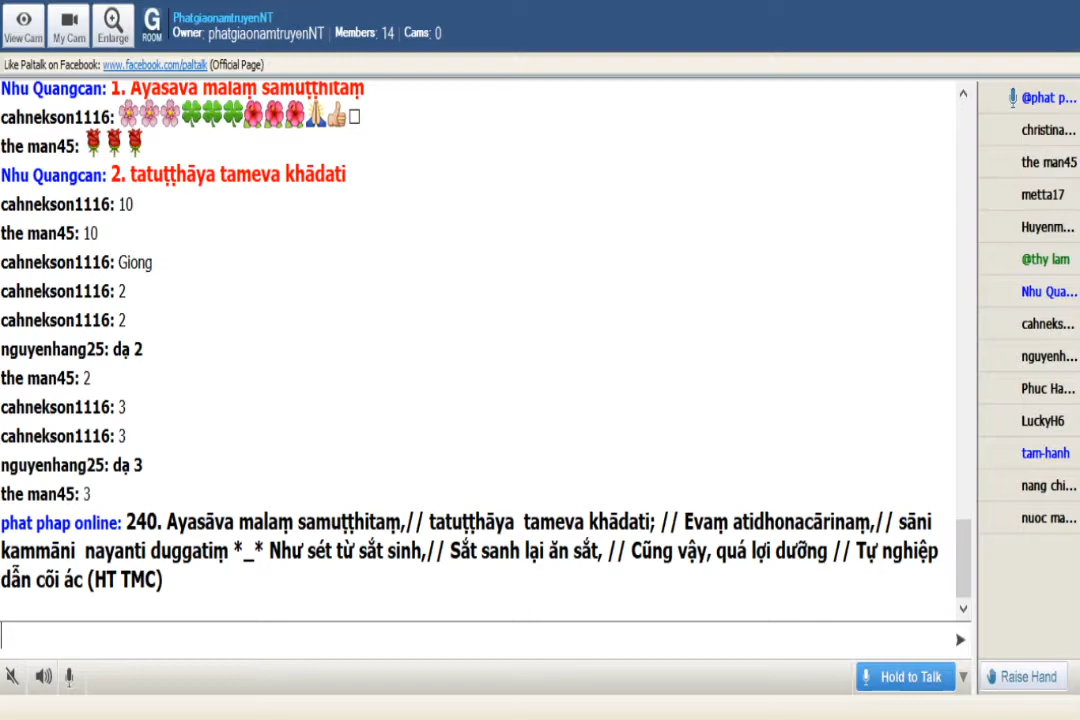 PhatgiaonamtruyenNT
G
ROOM
Owner: phatgiaonamtruyenNT | Members: 14 | Cams: 0
View Cam
My Cam
Enlarge
Like Paltalk on Facebook: www.facebook.com/paltalk (Official Page)
Nhu Quangcan: 1. Ayasāva malaṃ samuṭṭhitaṃ
cahnekson1116:
the man45:
Nhu Quangcan: 2. tatuṭṭhāya tameva khādati
cahnekson1116: 10
the man45: 10
cahnekson1116: Giong
cahnekson1116: 2
cahnekson1116: 2
nguyenhang25: dạ 2
the man45: 2
cahnekson1116: 3
cahnekson1116: 3
nguyenhang25: dạ 3
the man45: 3
phat phap online: 240. Ayasāva malaṃ samuṭṭhitaṃ,// tatuṭṭhāya tameva khādati; // Evaṃ atidhonacārinaṃ,// sāni
kammāni nayanti duggatiṃ *_* Như sét từ sắt sinh,// Sắt sanh lại ăn sắt, // Cũng vậy, quá lợi dưỡng // Tự nghiệp
dẫn cõi ác (HT TMC)
@phat p...
christina...
the man45
metta17
Huyenm...
@thy lam
Nhu Qua...
cahneks...
nguyenh...
Phuc Ha...
LuckyH6
tam-hanh
nang chi...
nuoc ma...
Hold to Talk
Raise Hand